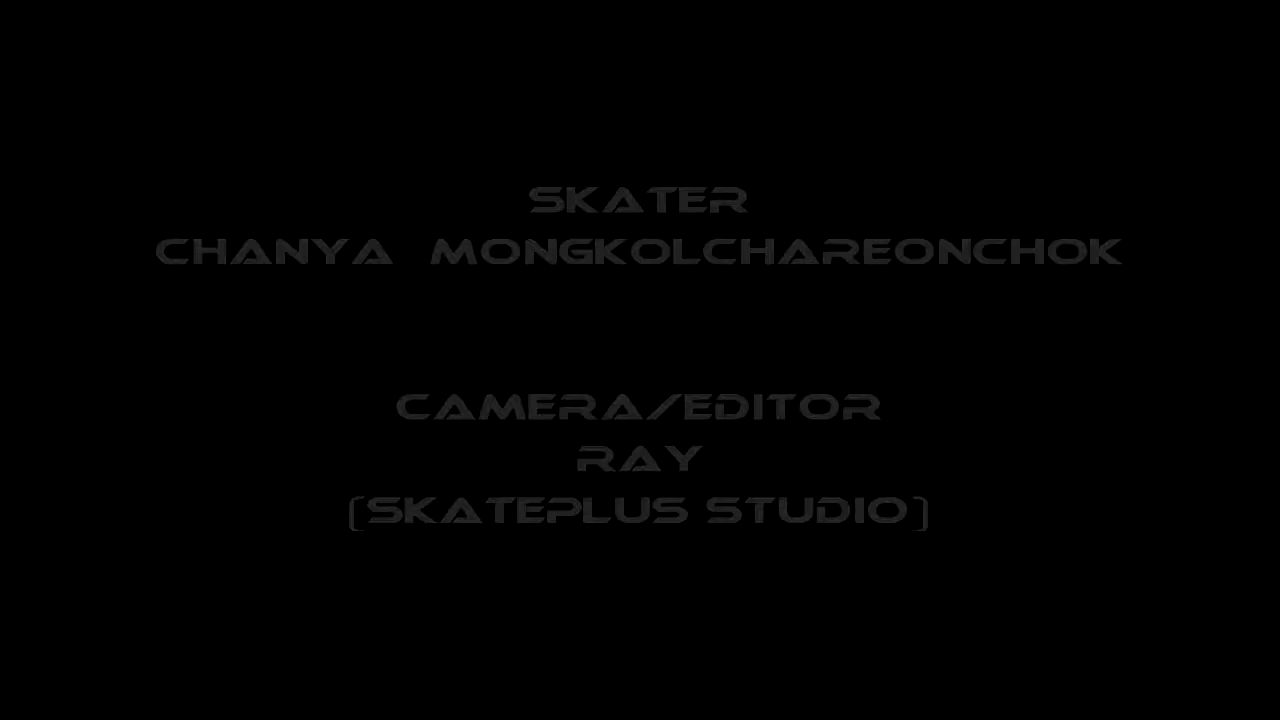 SKATER
CHANYA MONGKOLCHAREONCHOK
CAMERA/EDITOR
RAY
(SKATEPLUS STUDIO)